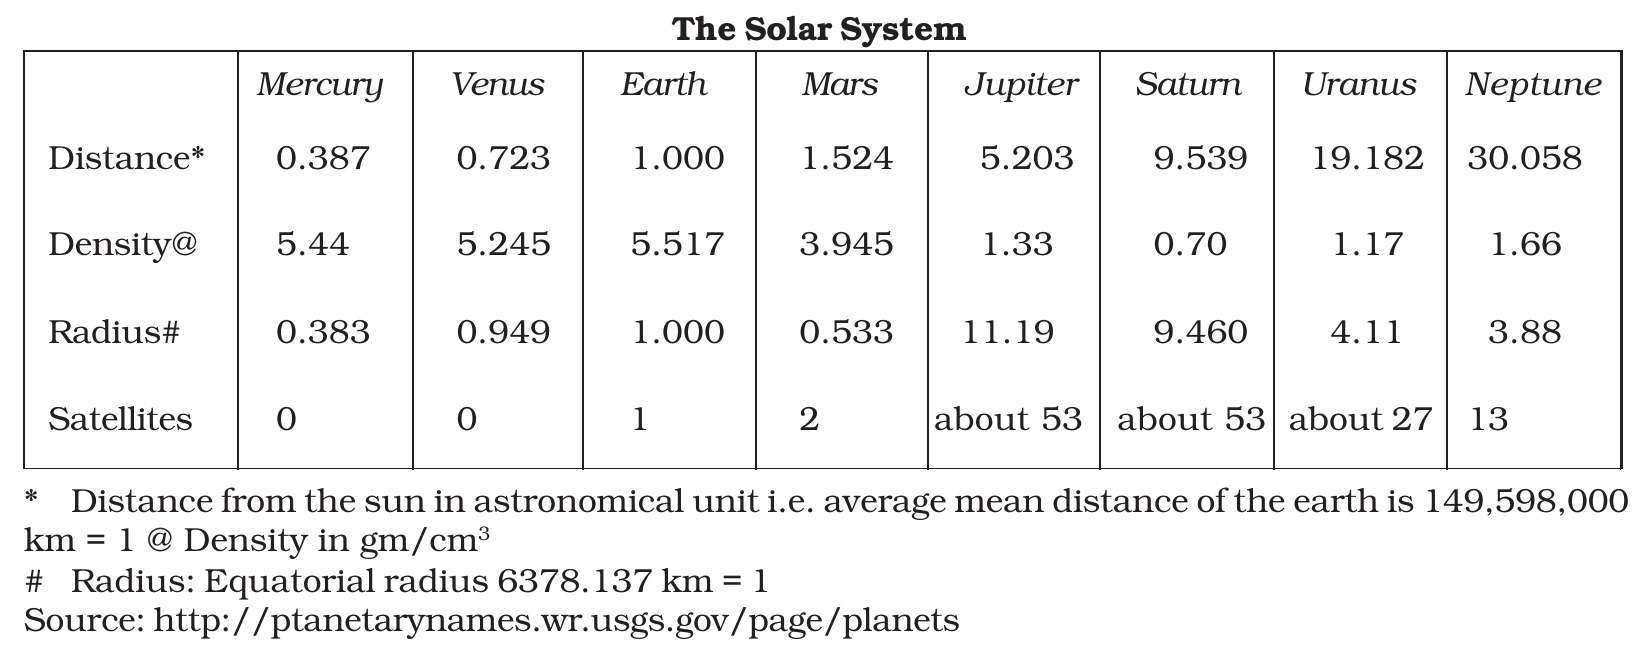 The Solar System
Mercury Venus Earth Mars Jupiter Saturn Uranus Neptune
Distance* 0.387 0.723 1.000 1.524 5.203 9.539 19.182 30.058
Density@ 5.44 5.245 5.517 3.945 1.33 0.70 1.17 1.66
Radius# 0.383 0.949 1.000 0.533 11.19 9.460 4.11 3.88
Satellites 0 0 1 2 about 53 about 53 about 27 13
* Distance from the sun in astronomical unit i.e. average mean distance of the earth is 149,598,000
km = 1 @ Density in gm/cm³
# Radius: Equatorial radius 6378.137 km = 1
Source: http://ptanetarynames.wr.usgs.gov/page/planets